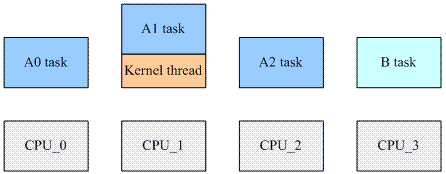 A1 task
A0 task
Kernel thread
A2 task
B task
CPU_0
CPU_1
CPU_2
CPU_3